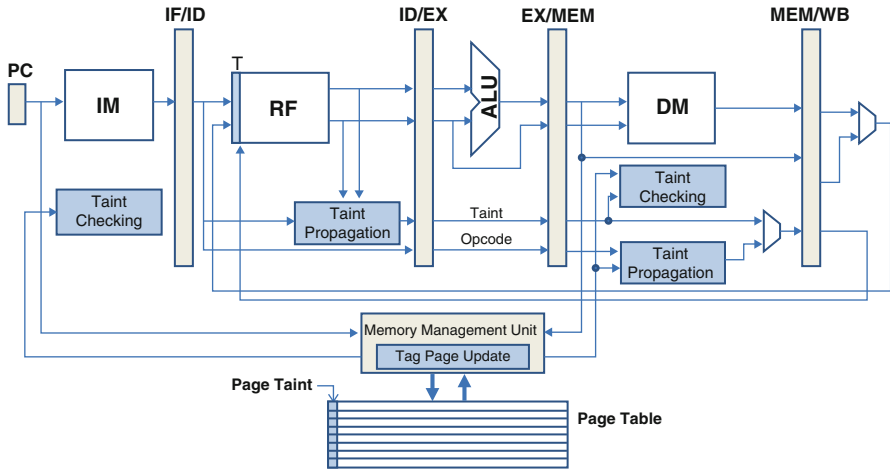 IF/ID
ID/EX
EX/MEM
MEM/WB
PC
IM
T
RF
ALU
DM
Taint
Checking
Taint
Propagation
Taint
Opcode
Taint
Checking
Taint
Propagation
Memory Management Unit
Tag Page Update
Page Taint
Page Table